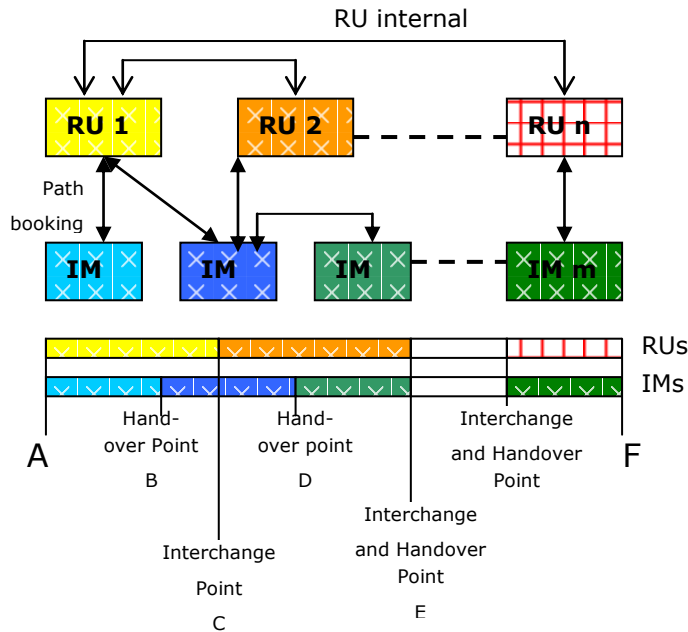 RU internal
RU 1
RU 2
RU n
Path
booking
IM
IM
IM
IM m
RUs
IMs
A
Hand-
over Point
B
Hand-
over point
D
Interchange
and Handover
Point
F
Interchange
Point
C
Interchange
and Handover
Point
E